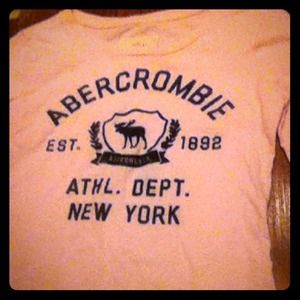 ABERCROMBIE
EST. 1892
ATHL. DEPT.
NEW YORK